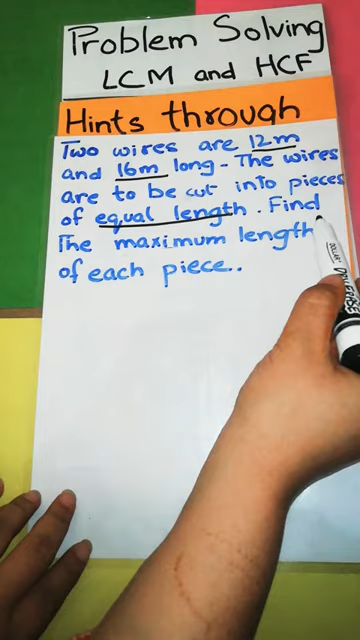 Problem Solving
LCM and HCF
Hints through
Two wires are 12m
and 16m long - The wires
are to be cut into pieces
of equal length. Find
The maximum length
of each piece..
DOLLAR